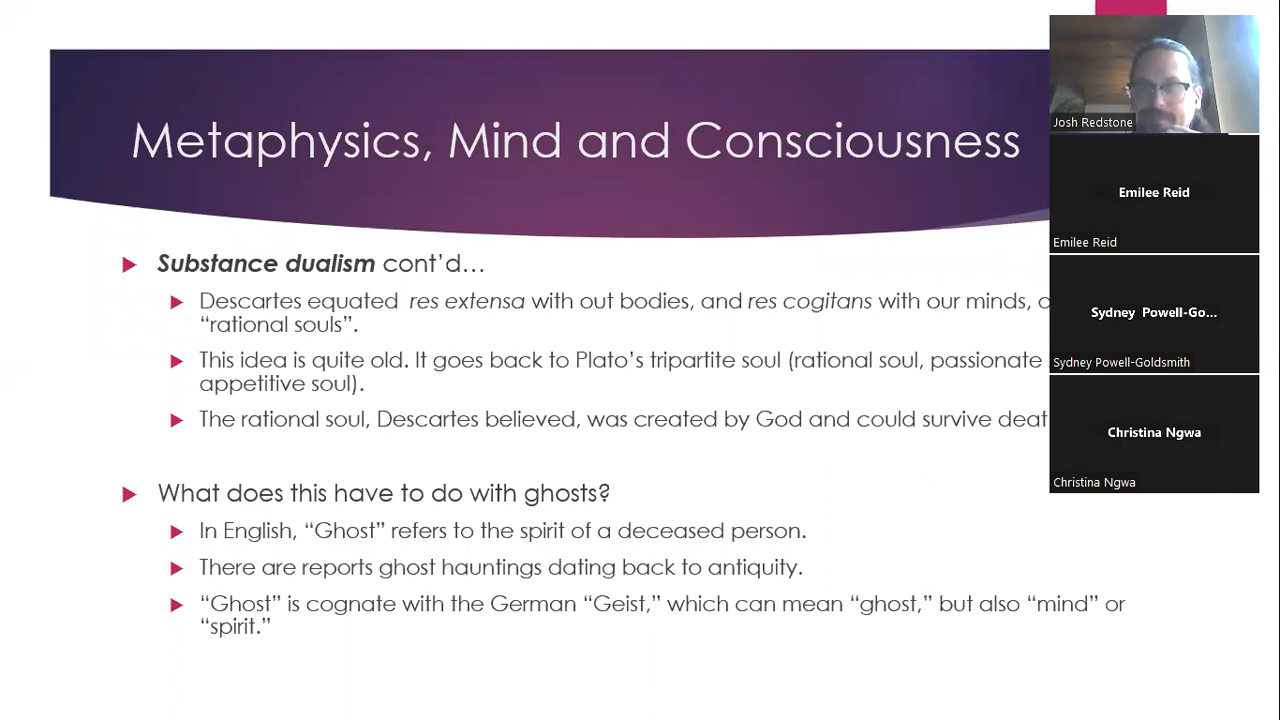 Metaphysics, Mind and Consciousness
Substance dualism cont’d…
Descartes equated res extensa with out bodies, and res cogitans with our minds,
“rational souls”.
This idea is quite old. It goes back to Plato’s tripartite soul (rational soul, passionate
appetitive soul).
The rational soul, Descartes believed, was created by God and could survive
What does this have to do with ghosts?
In English, “Ghost” refers to the spirit of a deceased person.
There are reports ghost hauntings dating back to antiquity.
“Ghost” is cognate with the German “Geist,” which can mean “ghost,” but also “mind” or
“spirit.”
Josh Redstone
Emilee Reid
Emilee Reid
Sydney Powell-Go...
Sydney Powell-Goldsmith
Christina Ngwa
Christina Ngwa